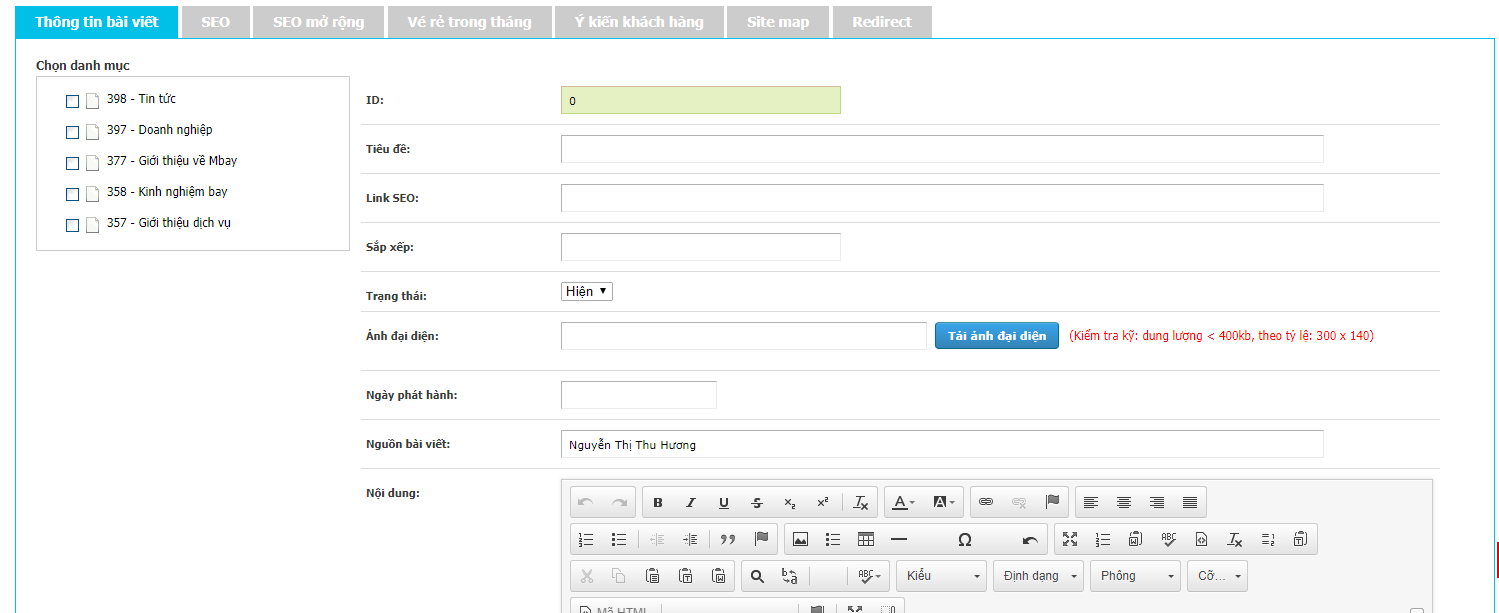 Thông tin bài viết SEO SEO mở rộng Vé rẻ trong tháng Ý kiến khách hàng Site map Redirect
Chọn danh mục
398 - Tin tức
397 - Doanh nghiệp
377 - Giới thiệu về Mbay
358 - Kinh nghiệm bay
357 - Giới thiệu dịch vụ
ID: 0
Tiêu đề:
Link SEO:
Sắp xếp:
Trạng thái: Hiện
Ảnh đại diện: Tải ảnh đại diện (Kiểm tra kỹ: dung lượng < 400kb, theo tỷ lệ: 300 x 140)
Ngày phát hành:
Nguồn bài viết: Nguyễn Thị Thu Hương
Nội dung:
Kiểu Định dạng Phông Cỡ...
Mã HTML